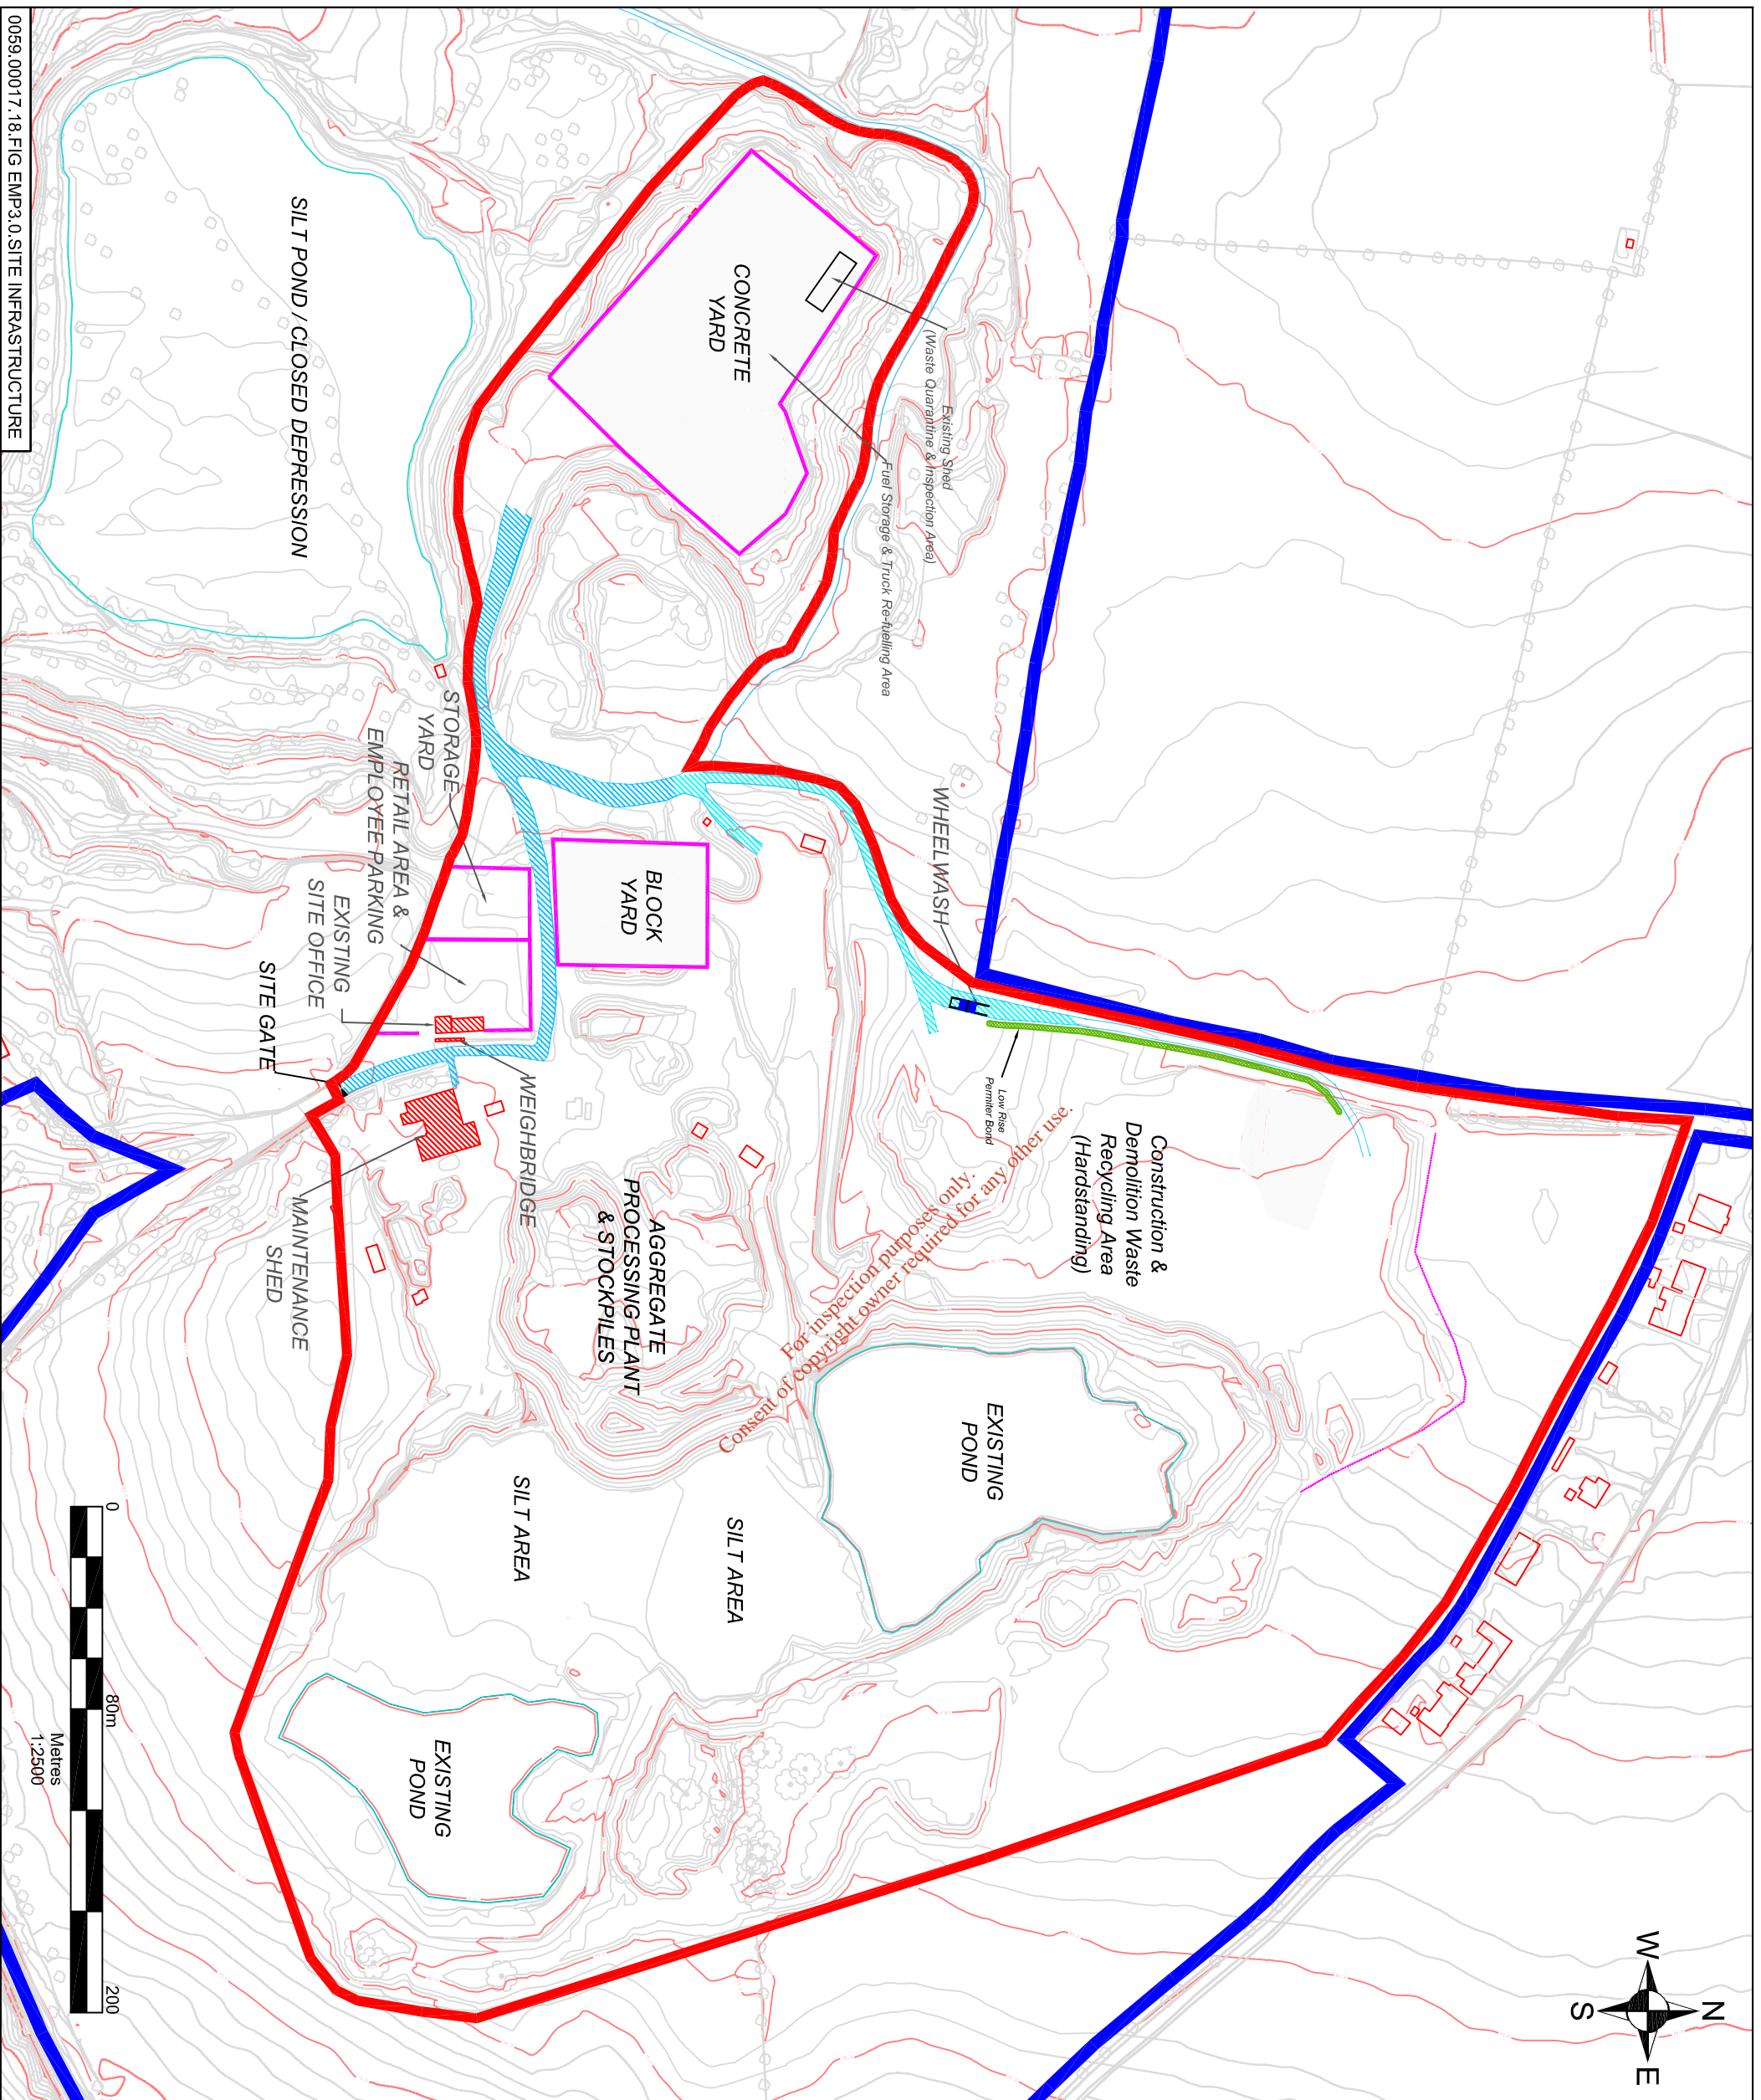 N
W
E
S
Existing Shed
(Waste Quarantine & Inspection Area)
Fuel Storage & Truck Re-fuelling Area
CONCRETE
YARD
SILT POND / CLOSED DEPRESSION
WHEELWASH
Low Rise
Permiter Bond
Construction &
Demolition Waste
Recycling Area
(Hardstanding)
BLOCK
YARD
STORAGE
YARD
RETAIL AREA &
EMPLOYEE PARKING
EXISTING
SITE OFFICE
SITE GATE
WEIGHBRIDGE
MAINTENANCE
SHED
AGGREGATE
PROCESSING PLANT
& STOCKPILES
EXISTING
POND
SILT AREA
SILT AREA
EXISTING
POND
For inspection purposes only.
Consent of copyright owner required for any other use.
0
80m
200
Metres
1:2500
0059.00017.18.FIG EMP3.0.SITE INFRASTRUCTURE